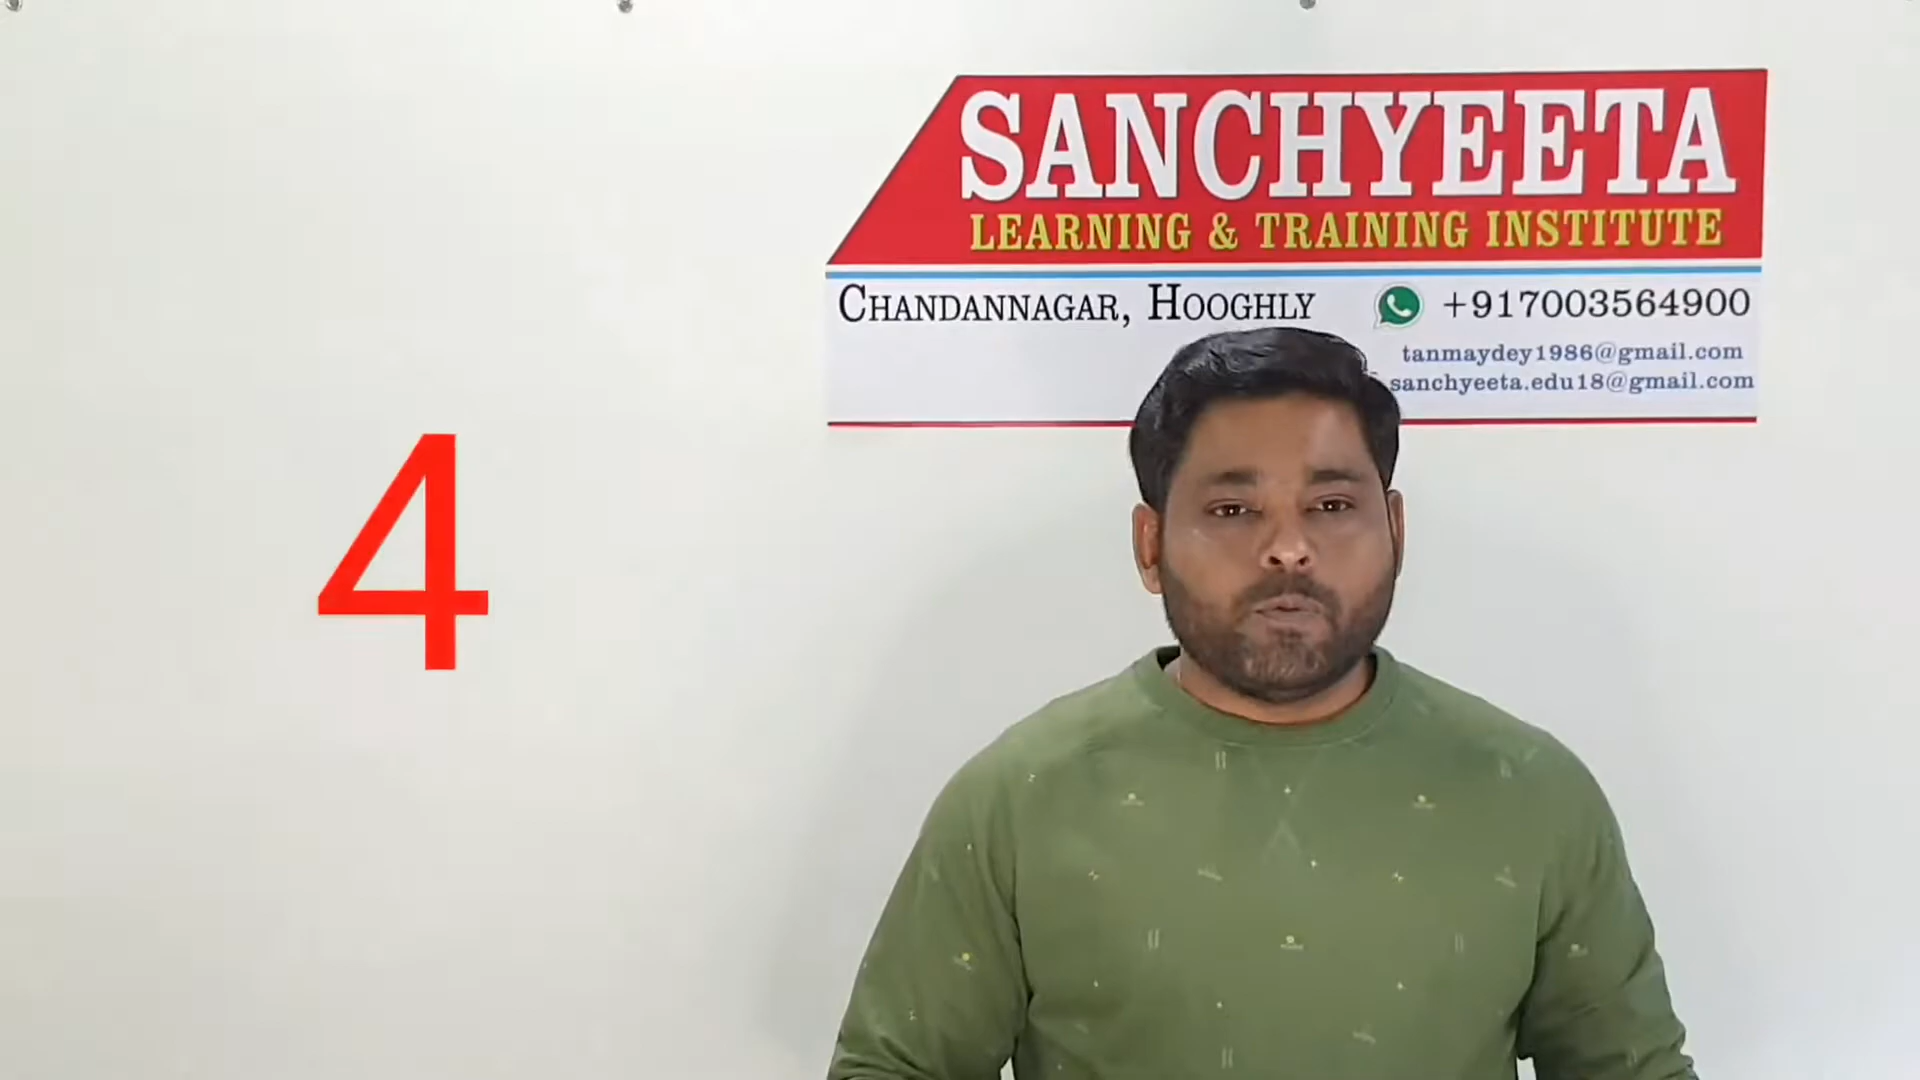 SANCHYEETA
LEARNING & TRAINING INSTITUTE
CHANDANNAGAR, HOOGHLY +917003564900
tanmaydey1986@gmail.com
sanchyeeta.edu18@gmail.com
4